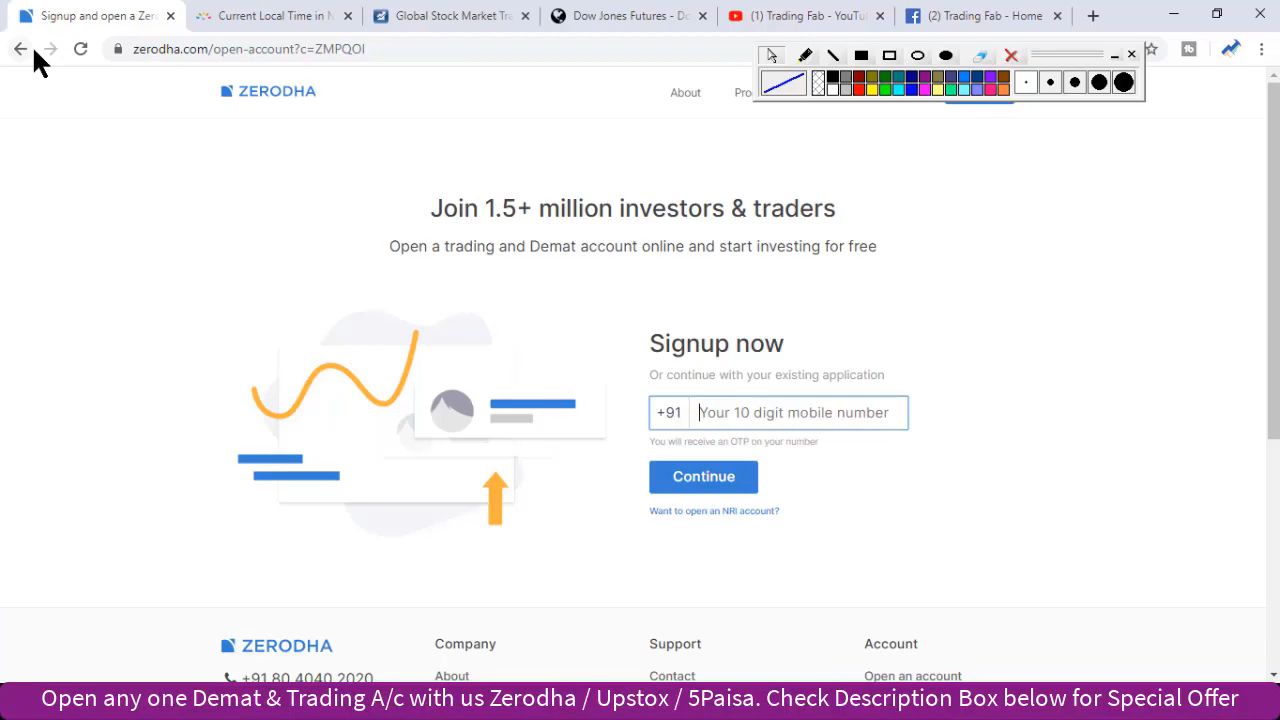 Signup and open a Zer
Current Local Time in N
Global Stock Market Tra
Dow Jones Futures - Do
(1) Trading Fab - YouTu
(2) Trading Fab - Home
zerodha.com/open-account?c=ZMPQOI
ZERODHA
About
Pro
Join 1.5+ million investors & traders
Open a trading and Demat account online and start investing for free
Signup now
Or continue with your existing application
+91 Your 10 digit mobile number
You will receive an OTP on your number
Continue
Want to open an NRI account?
ZERODHA
Company
Support
Account
+91 80 4040 2020
About
Contact
Open an account
Open any one Demat & Trading A/c with us Zerodha / Upstox / 5Paisa. Check Description Box below for Special Offer